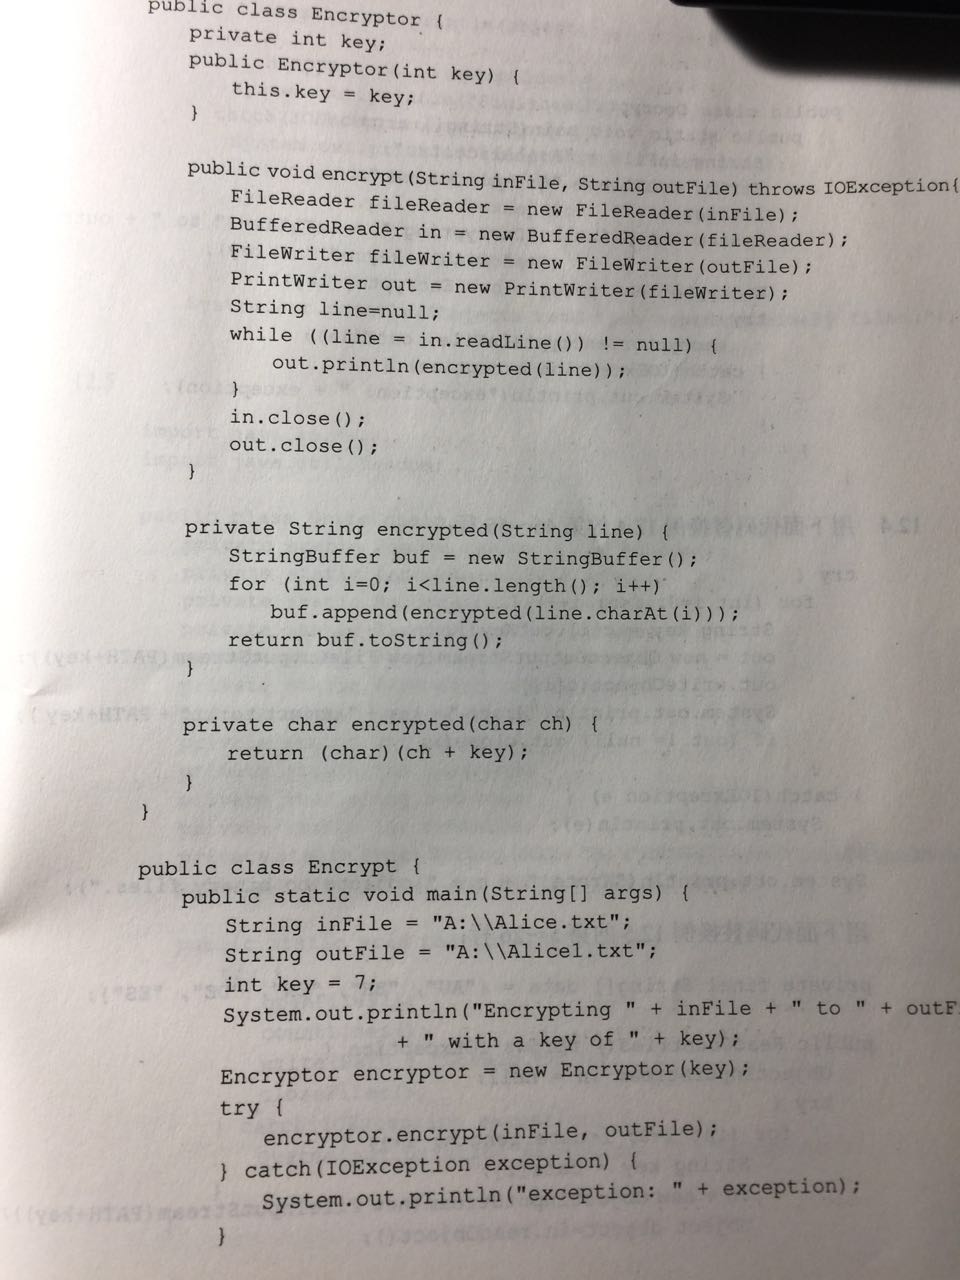 public class Encryptor {
private int key;
public Encryptor(int key) {
this.key = key;
}
public void encrypt(String inFile, String outFile) throws IOException{
FileReader fileReader = new FileReader(inFile);
BufferedReader in = new BufferedReader(fileReader);
FileWriter fileWriter = new FileWriter(outFile);
PrintWriter out = new PrintWriter(fileWriter);
String line=null;
while ((line = in.readLine()) != null) {
out.println(encrypted(line));
}
in.close();
out.close();
}
private String encrypted(String line) {
StringBuffer buf = new StringBuffer();
for (int i=0; i<line.length(); i++)
buf.append(encrypted(line.charAt(i)));
return buf.toString();
}
private char encrypted(char ch) {
return (char)(ch + key);
}
}
public class Encrypt {
public static void main(String[] args) {
String inFile = "A:\\Alice.txt";
String outFile = "A:\\Alice1.txt";
int key = 7;
System.out.println("Encrypting " + inFile + " to " + outF
+ " with a key of " + key);
Encryptor encryptor = new Encryptor(key);
try {
encryptor.encrypt(inFile, outFile);
} catch(IOException exception) {
System.out.println("exception: " + exception);
}